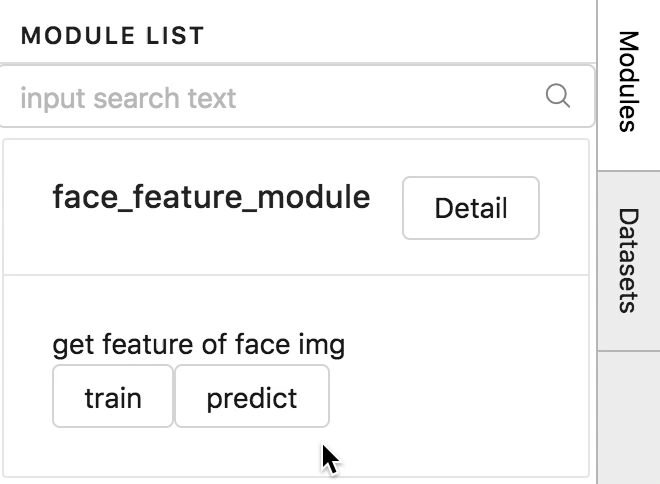 MODULE LIST
input search text
face_feature_module
Detail
get feature of face img
train
predict
Modules
Datasets